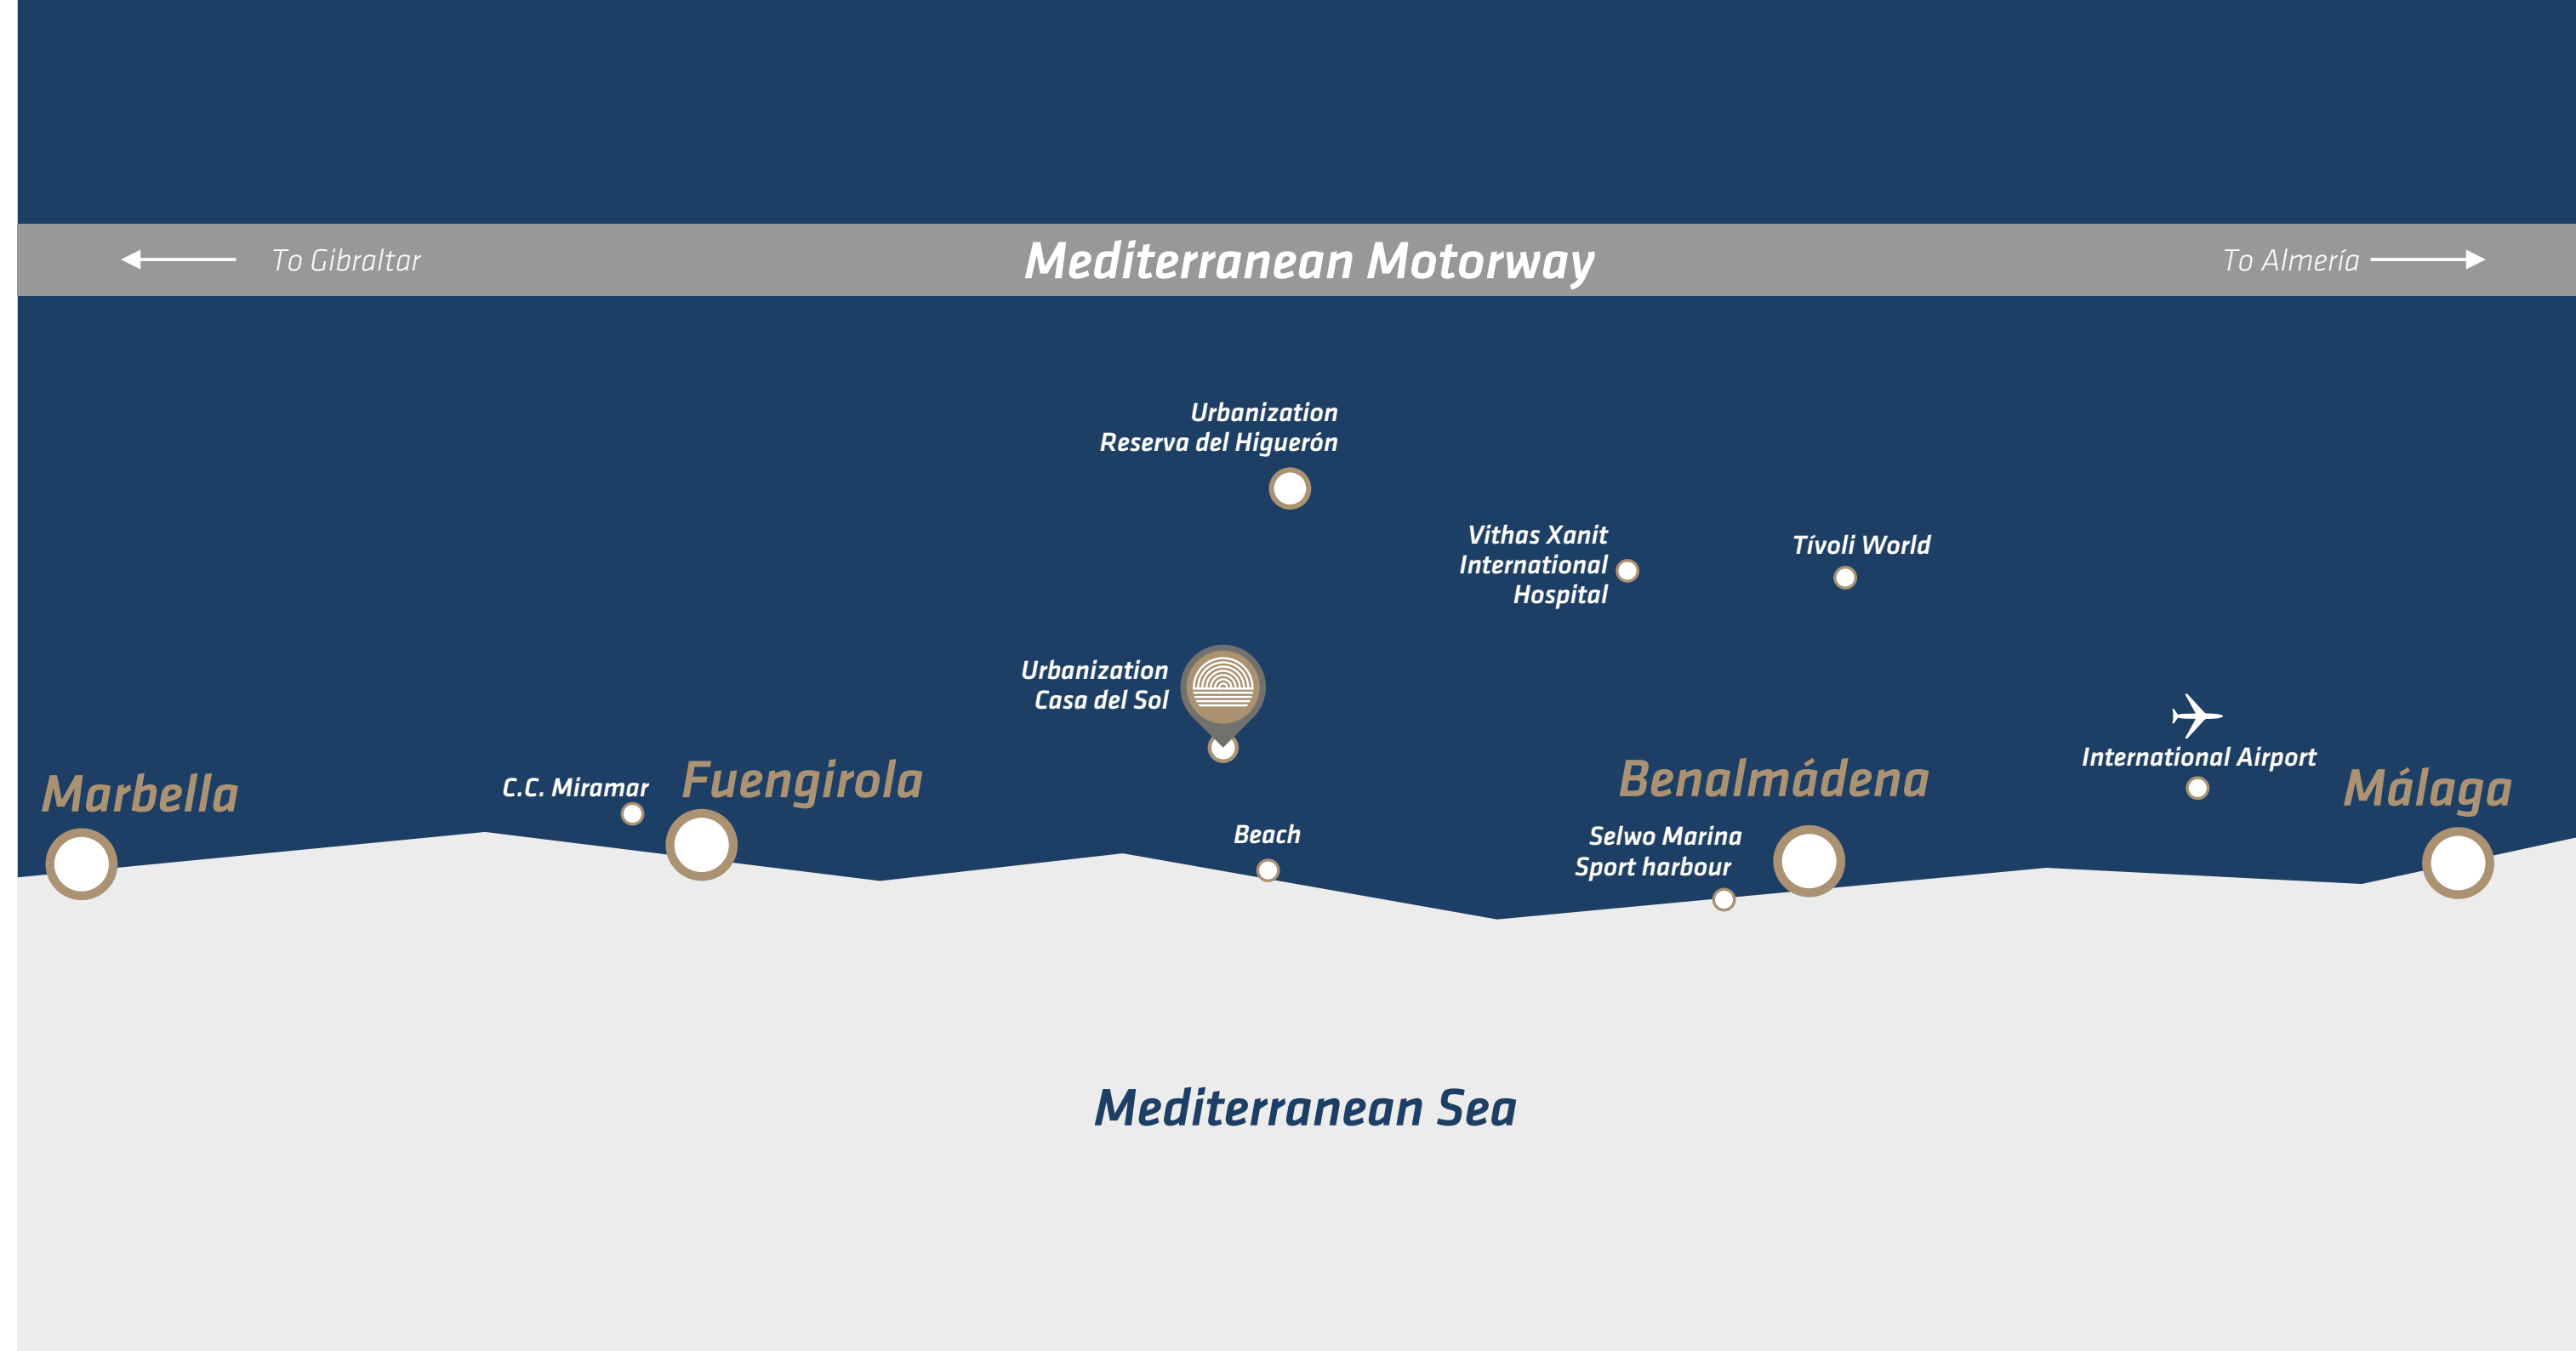 To Gibraltar
Mediterranean Motorway
To Almería
Urbanization
Reserva del Higuerón
Vithas Xanit
International
Hospital
Tívoli World
Urbanization
Casa del Sol
International Airport
Marbella
C.C. Miramar
Fuengirola
Benalmádena
Málaga
Beach
Selwo Marina
Sport harbour
Mediterranean Sea